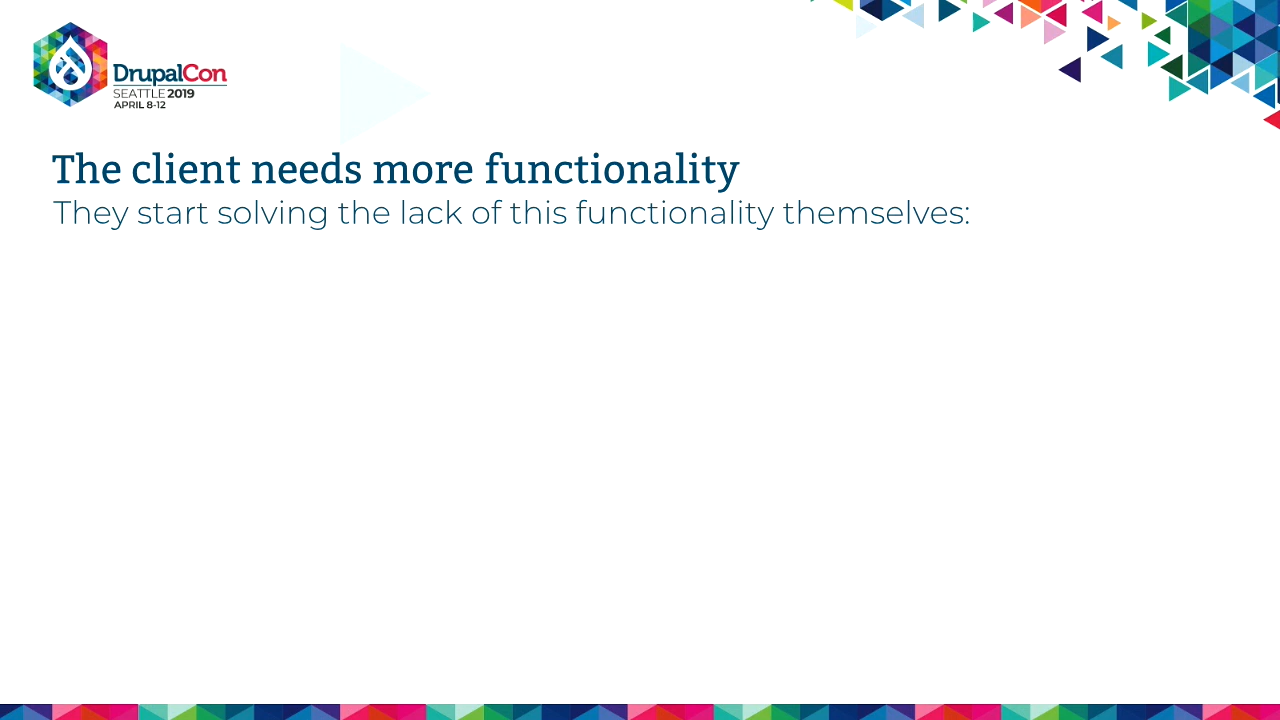 DrupalCon
SEATTLE 2019
APRIL 8-12
The client needs more functionality
They start solving the lack of this functionality themselves: